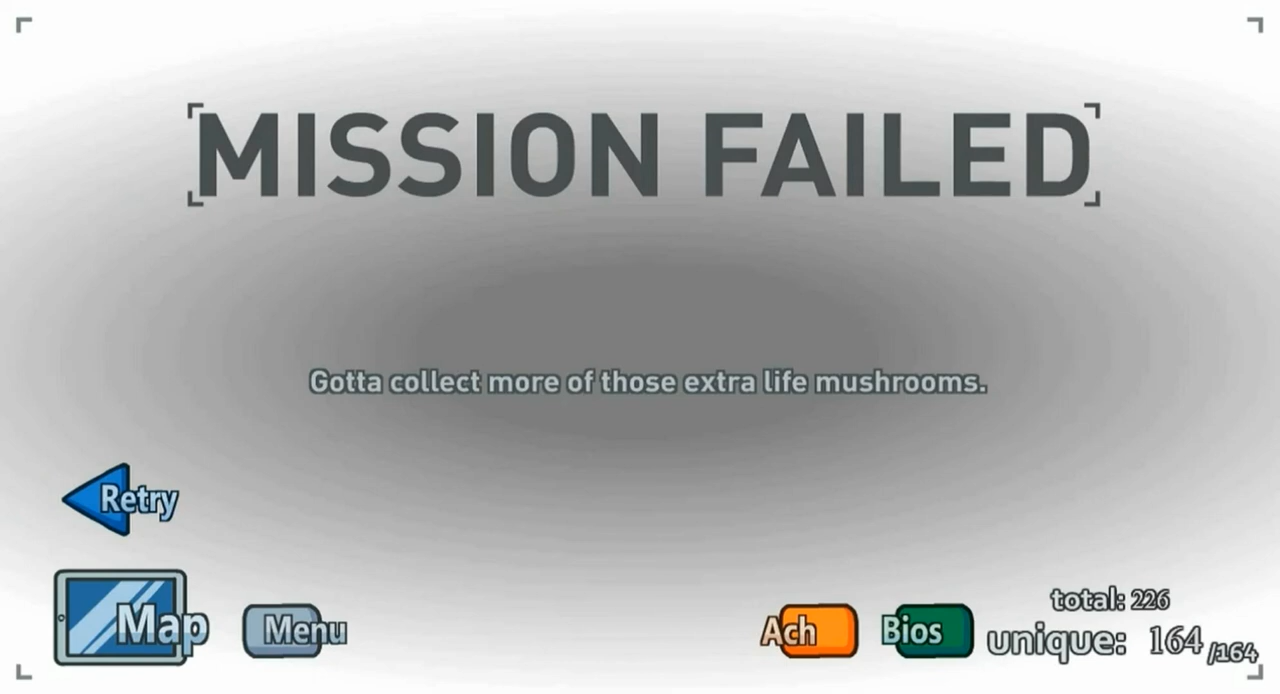 MISSION FAILED
Gotta collect more of those extra life mushrooms.
Retry
Map
Menu
Ach
Bios
total: 226
unique: 164 /164